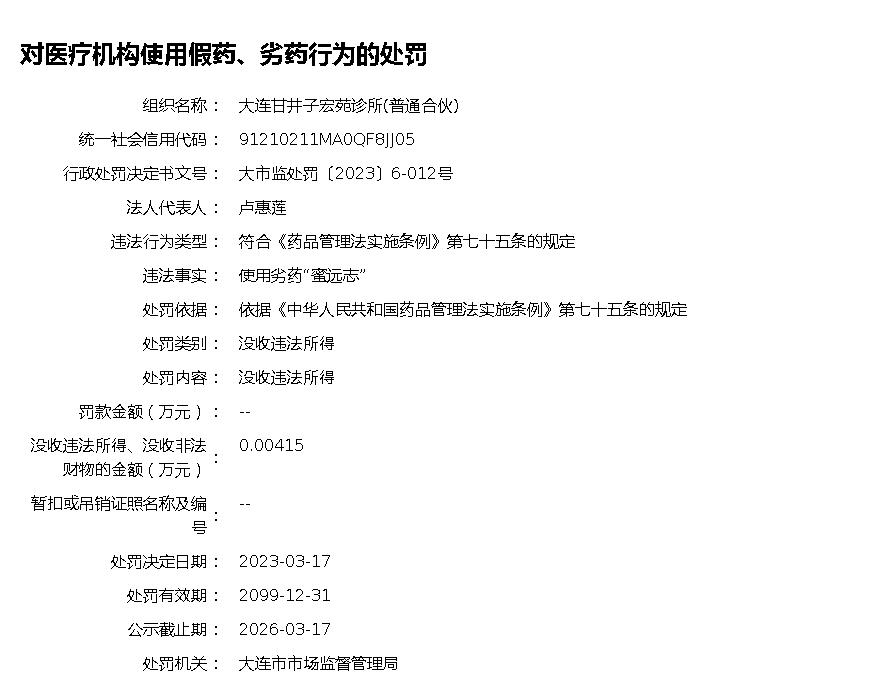 对医疗机构使用假药、劣药行为的处罚
组织名称： 大连甘井子宏苑诊所(普通合伙)
统一社会信用代码： 91210211MA0QF8JJ05
行政处罚决定书文号： 大市监处罚〔2023〕6-012号
法人代表人： 卢惠莲
违法行为类型： 符合《药品管理法实施条例》第七十五条的规定
违法事实： 使用劣药“蜜远志”
处罚依据： 依据《中华人民共和国药品管理法实施条例》第七十五条的规定
处罚类别： 没收违法所得
处罚内容： 没收违法所得
罚款金额（万元）： --
没收违法所得、没收非法
财物的金额（万元）： 0.00415
暂扣或吊销证照名称及编
号： --
处罚决定日期： 2023-03-17
处罚有效期： 2099-12-31
公示截止期： 2026-03-17
处罚机关： 大连市市场监督管理局